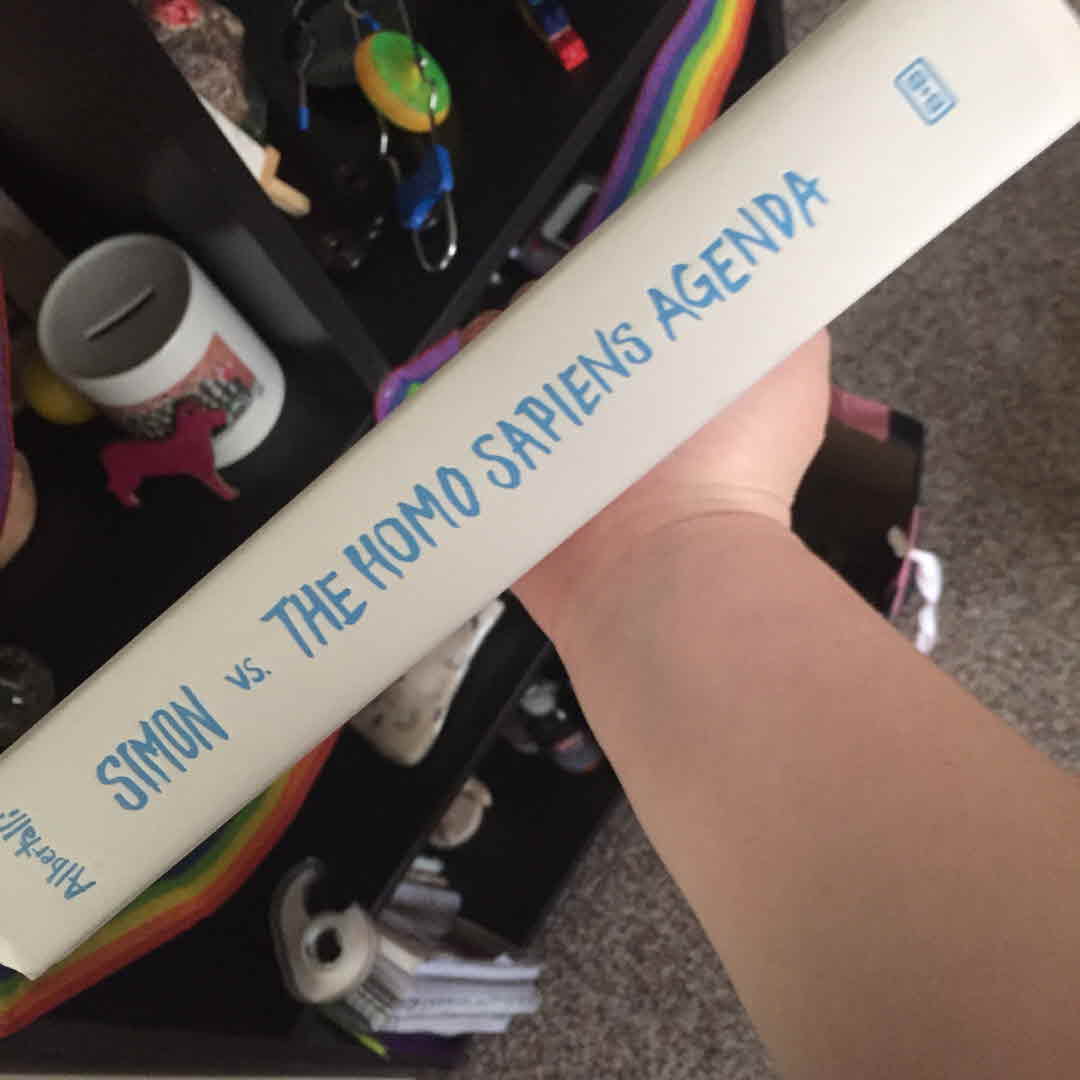 Albertalli
SIMON vs. THE HOMO SAPIENS AGENDA